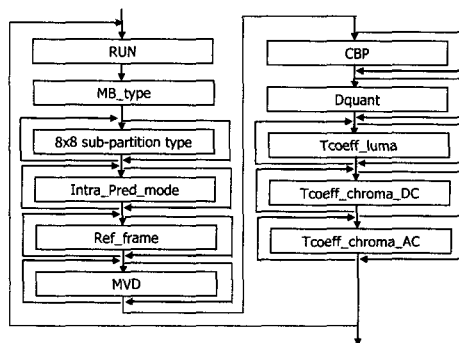 RUN
MB_type
8x8 sub-partition type
Intra_Pred_mode
Ref_frame
MVD
CBP
Dquant
Tcoeff_luma
Tcoeff_chroma_DC
Tcoeff_chroma_AC